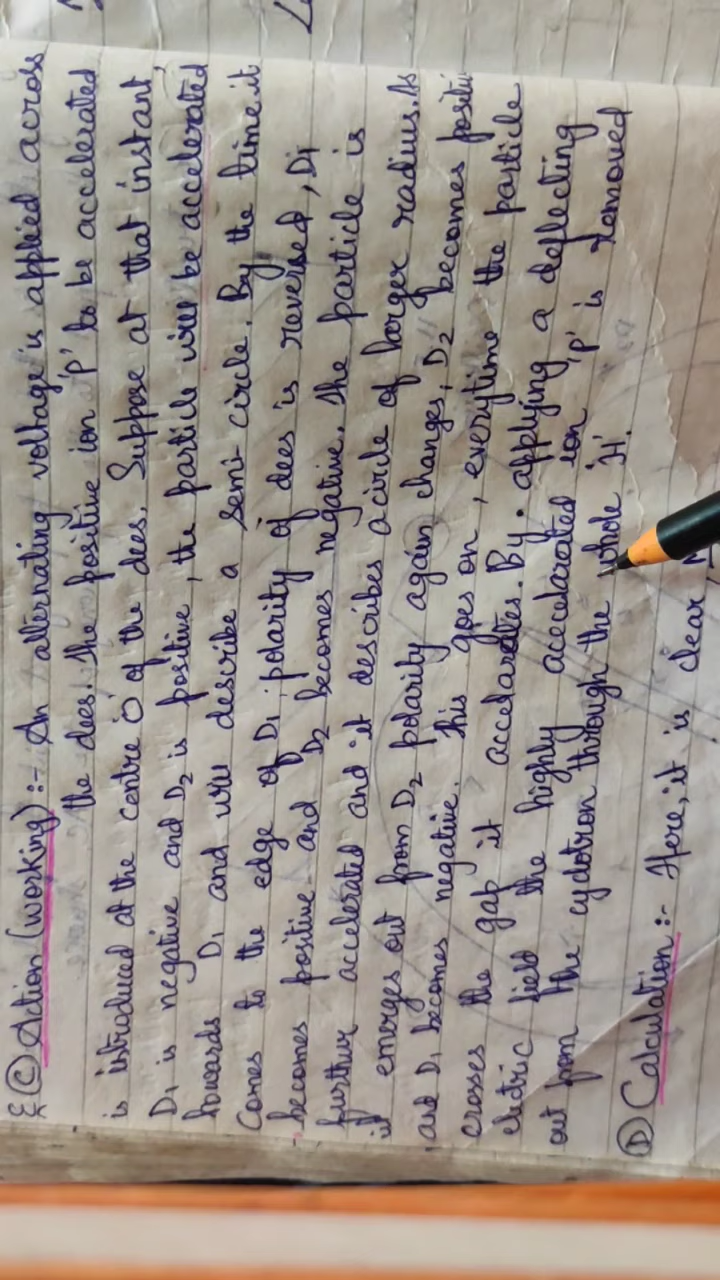 (C) Action (working) :- An alternating voltage is applied across
the dees. The positive ion 'P' to be accelerated
is introduced at the centre 'O' of the dees. Suppose at that instant
D1 is negative and D2 is positive, the particle will be accelerated
towards D1 and will describe a semi circle. By the time it
Comes to the edge of D1 polarity of dees is reversed, D1
becomes positive and D2 becomes negative. The particle is
further accelerated and it describes a circle of larger radius. As
it emerges out from D2 polarity again changes, D2 becomes positi
and D1 becomes negative. This goes on, everytime the particle
crosses the gap it accelarates. By applying a deflecting
elctric field the highly accelarated ion 'P' is removed
out from the cyclotron through the whole 'H'.
(D) Calculation :- Here, it is clear